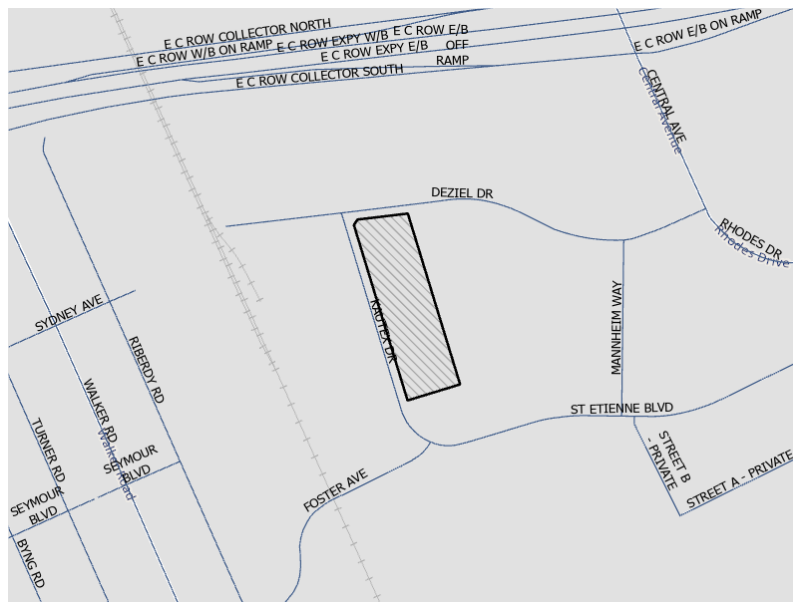 E C ROW COLLECTOR NORTH
E C ROW W/B ON RAMP
E C ROW EXPY W/B
E C ROW E/B
OFF
RAMP
E C ROW EXPY E/B
E C ROW COLLECTOR SOUTH
E C ROW E/B ON RAMP
CENTRAL AVE
Central Avenue
DEZIEL DR
RHODES DR
Rhodes Drive
SYDNEY AVE
KAUTEX DR
MANNHEIM WAY
RIBERDY RD
WALKER RD
Walker Road
TURNER RD
SEYMOUR
BLVD
SEYMOUR
BLVD
BYNG RD
FOSTER AVE
ST ETIENNE BLVD
STREET B
- PRIVATE
STREET A - PRIVATE